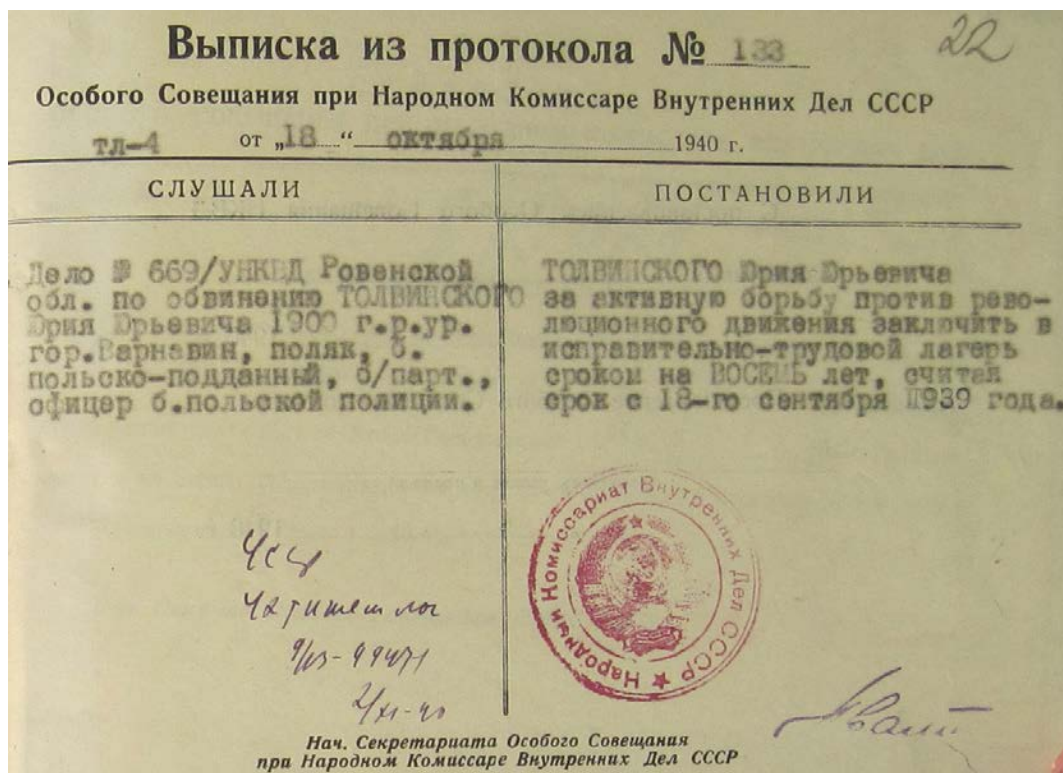 22
Выписка из протокола № 133
Особого Совещания при Народном Комиссаре Внутренних Дел СССР
тл-4 от „18“ октября 1940 г.
СЛУШАЛИ
Дело № 669/УНКВД Ровенской
обл. по обвинению ТОЛВИНСКОГО
Юрия Юрьевича 1900 г.р.ур.
гор.Варнавин, поляк, б.
польско-подданный, б/парт.,
офицер б.польской полиции.
ПОСТАНОВИЛИ
ТОЛВИНСКОГО Юрия Юрьевича
за активную борьбу против рево-
люционного движения заключить в
исправительно-трудовой лагерь
сроком на ВОСЕМЬ лет, считая
срок с 18-го сентября 1939 года.
Народный Комиссариат Внутренних Дел СССР
Нач. Секретариата Особого Совещания
при Народном Комиссаре Внутренних Дел СССР